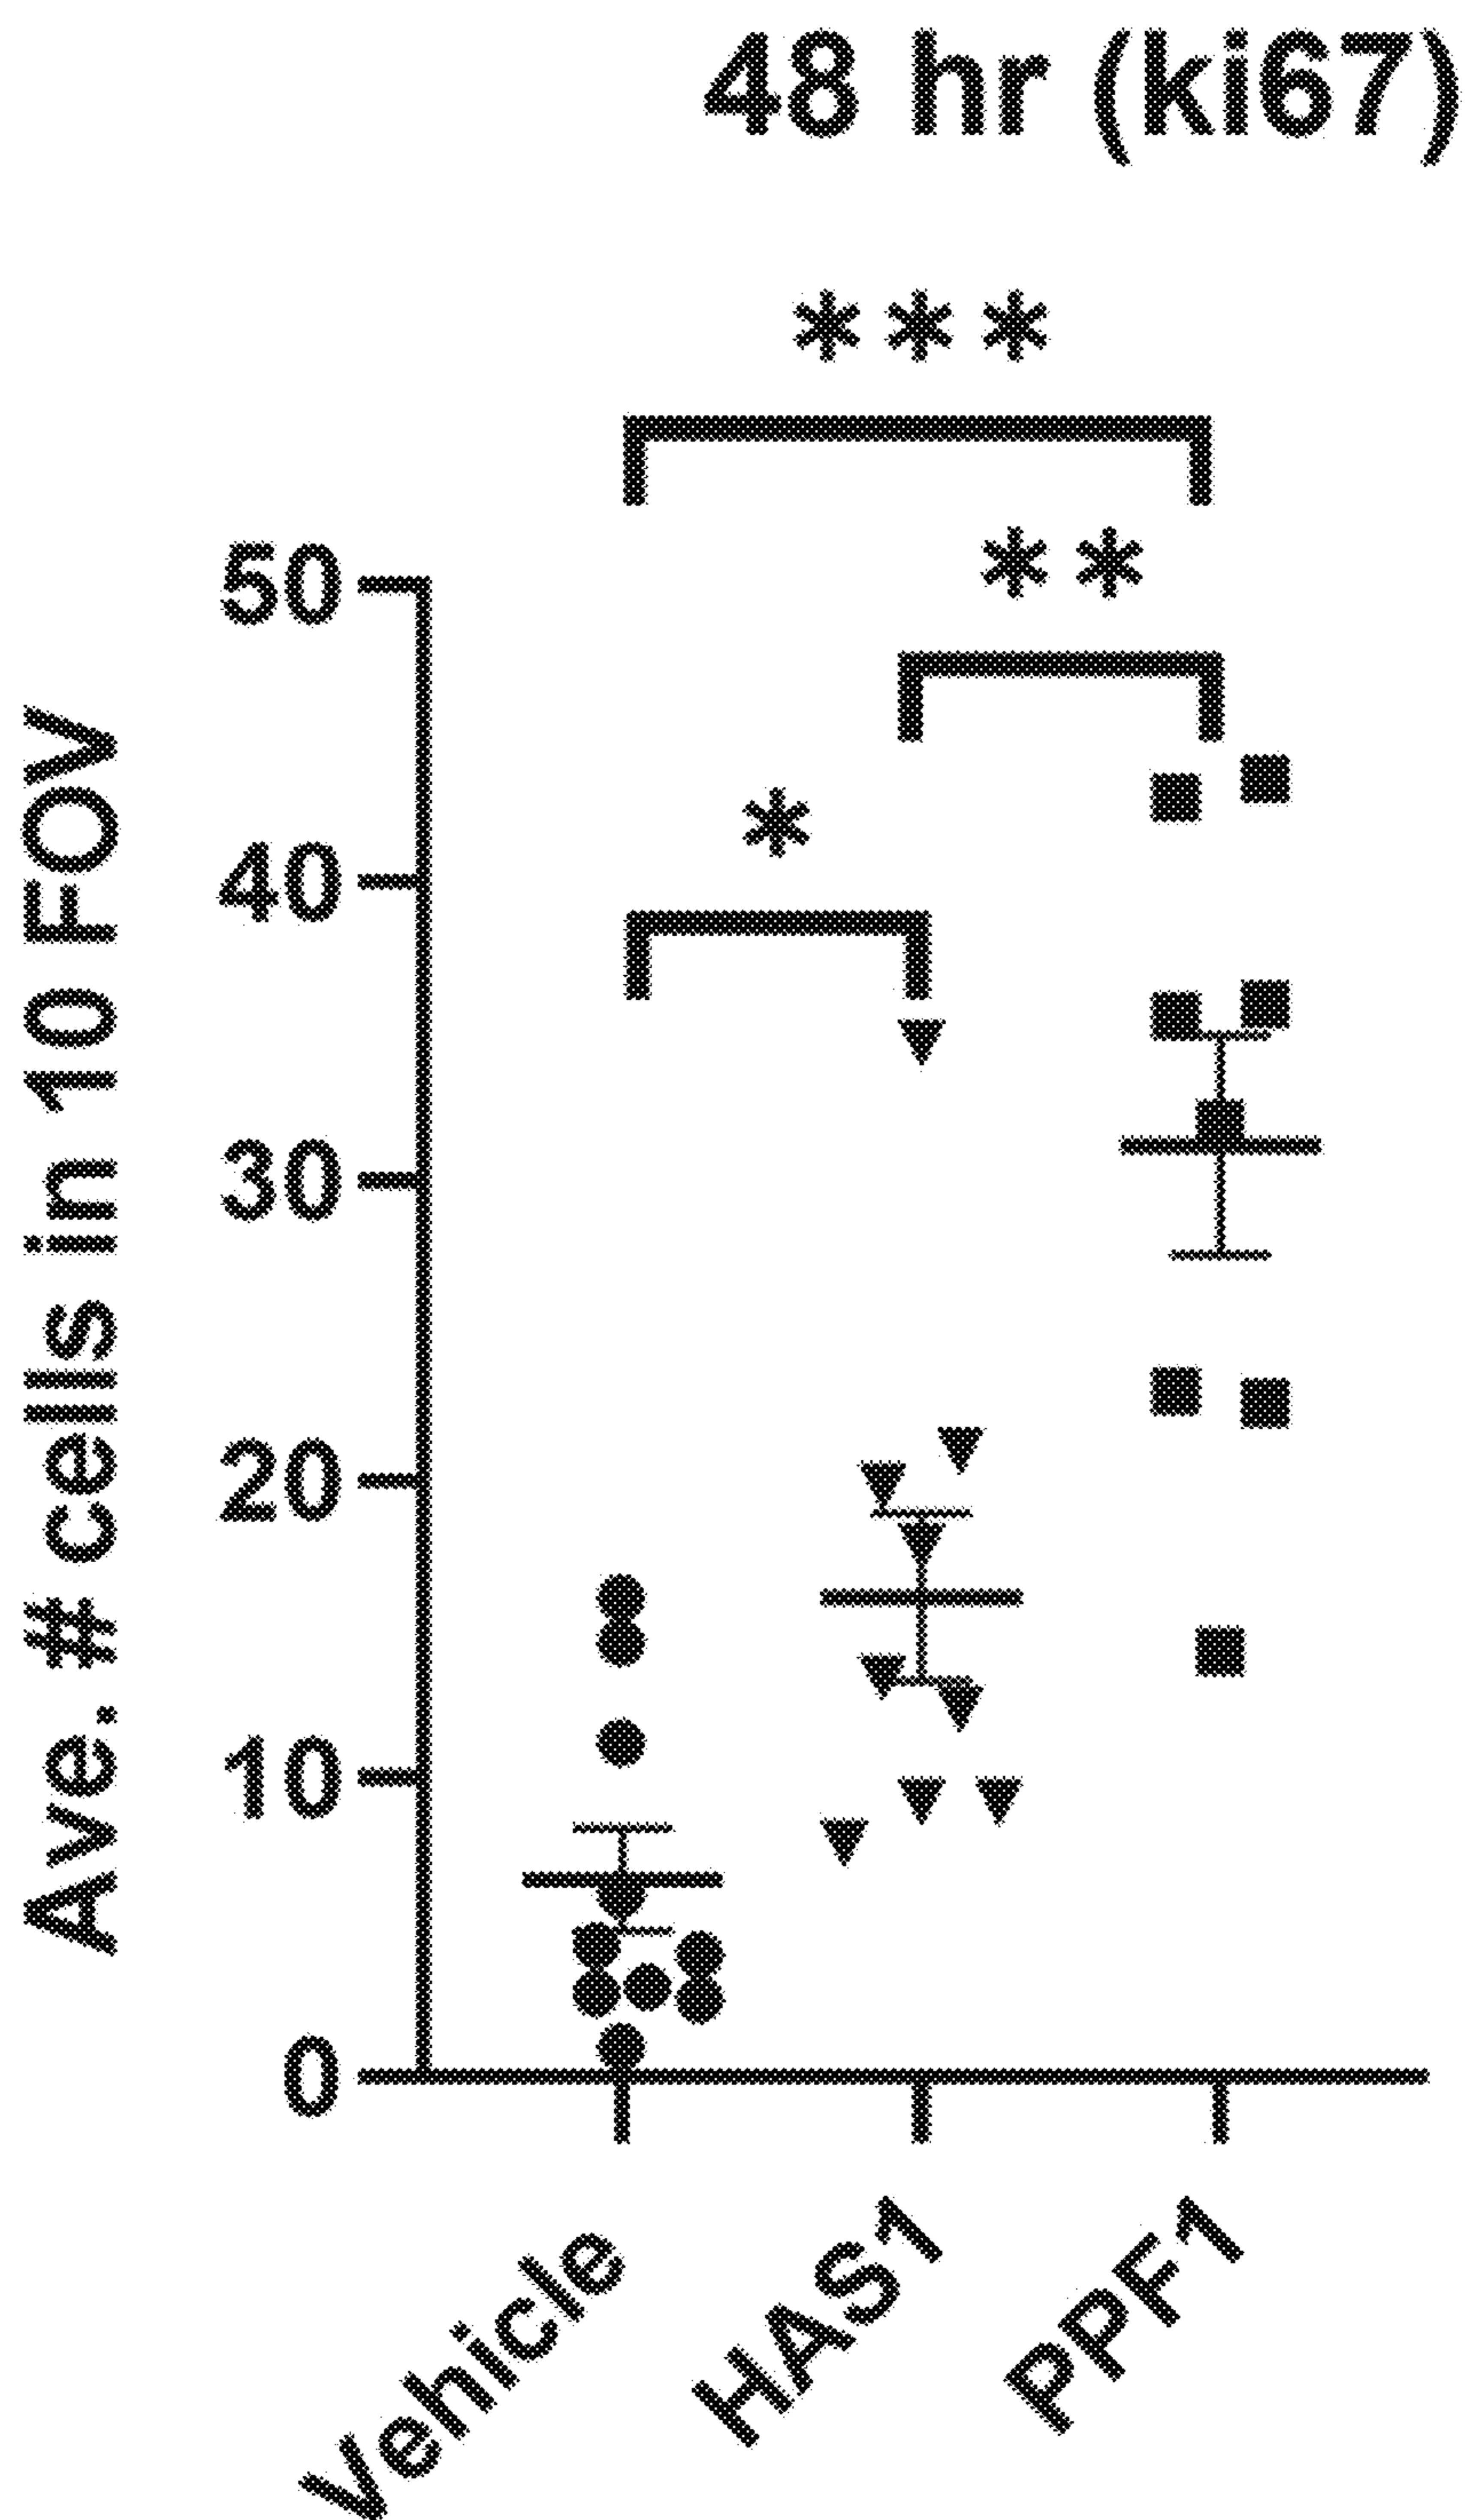 48 hr (ki67)
***
**
*
50
40
30
20
10
0
Ave. # cells in 10 FOV
Vehicle
HAS1
PPF1